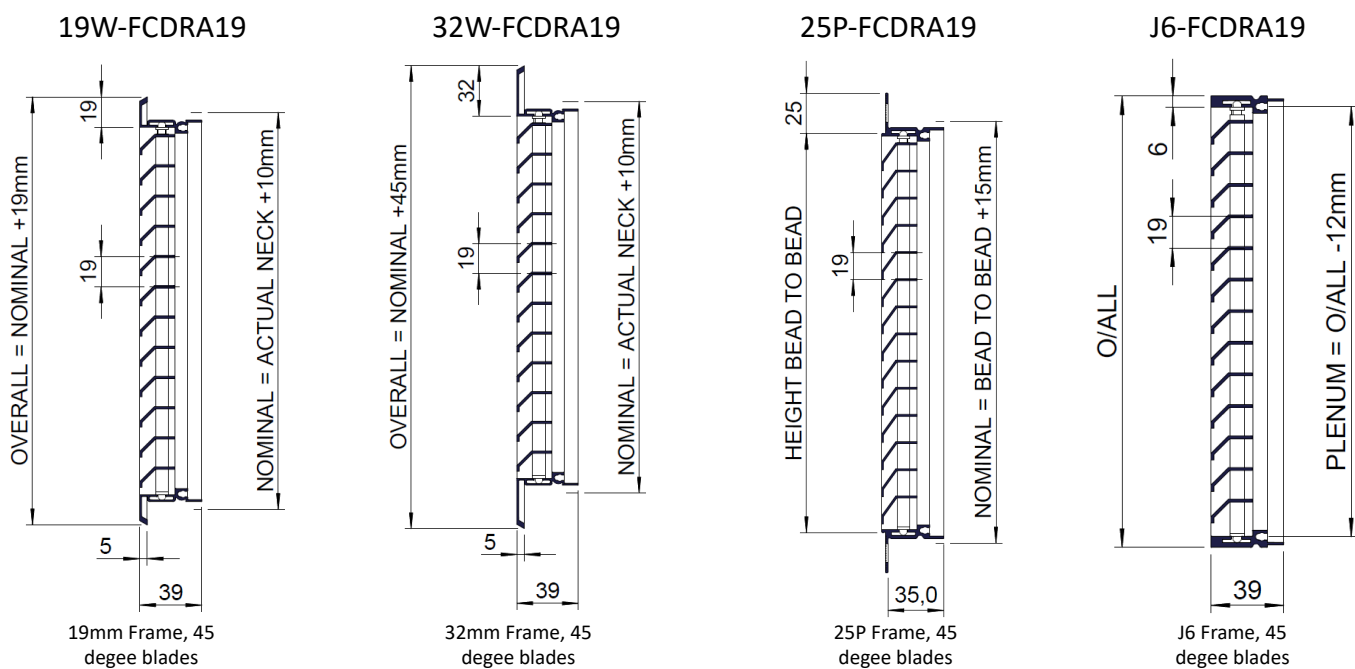 19W-FCDRA19
32W-FCDRA19
25P-FCDRA19
J6-FCDRA19
19
OVERALL = NOMINAL +19mm
19
NOMINAL = ACTUAL NECK +10mm
5
39
19mm Frame, 45
degee blades
32
OVERALL = NOMINAL +45mm
19
NOMINAL = ACTUAL NECK +10mm
5
39
32mm Frame, 45
degee blades
25
HEIGHT BEAD TO BEAD
19
NOMINAL = BEAD TO BEAD +15mm
35,0
25P Frame, 45
degee blades
6
19
O/ALL
PLENUM = O/ALL -12mm
39
J6 Frame, 45
degee blades